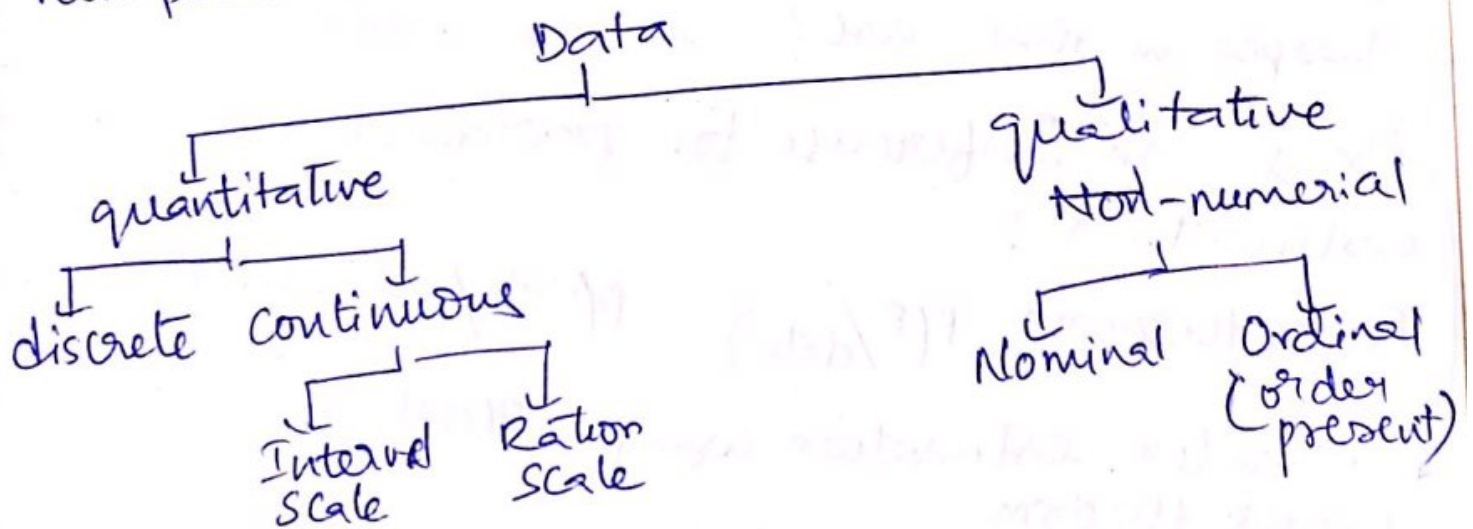 Data
quantitative
qualitative
Non-numerial
discrete
continuous
Nominal
Ordinal
(order
present)
Interval
scale
Ration
scale